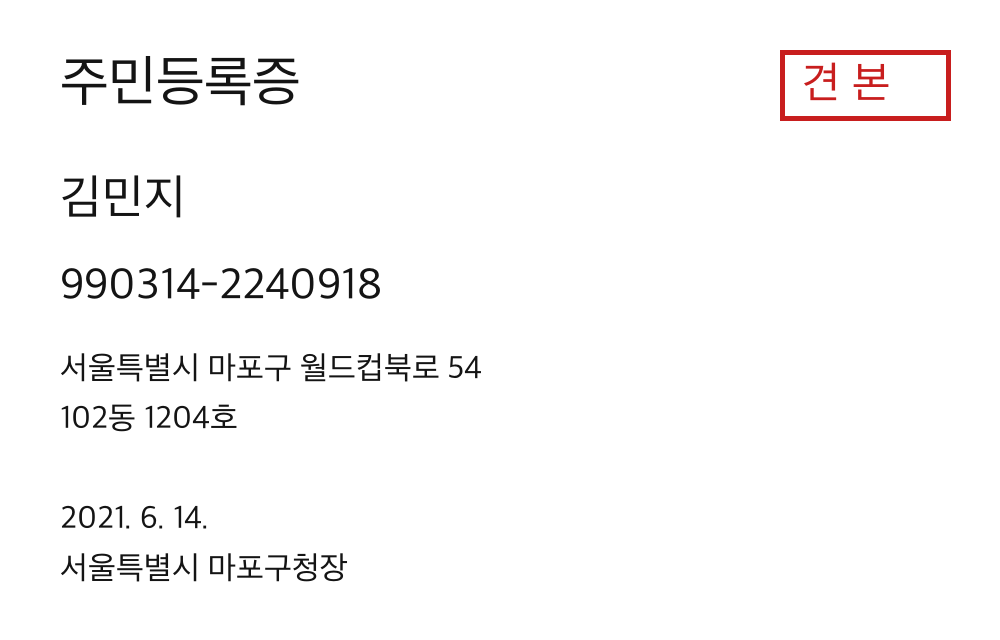 주민등록증
견 본
김민지
990314-2240918
서울특별시 마포구 월드컵북로 54
102동 1204호
2021. 6. 14.
서울특별시 마포구청장